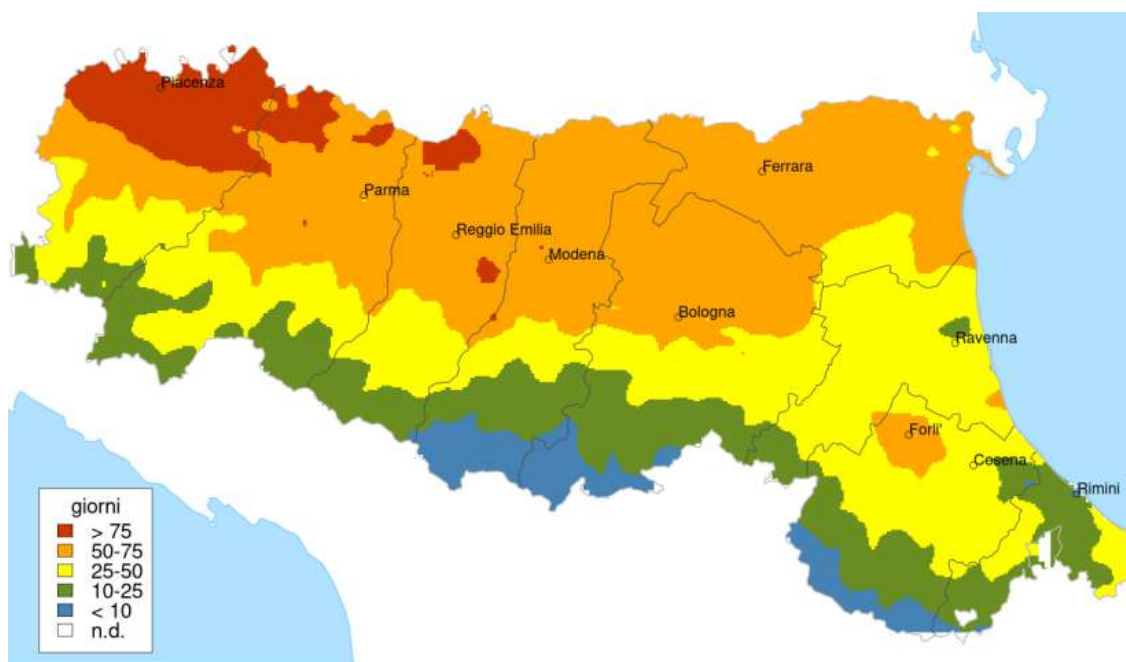 Piacenza
Ferrara
Parma
Reggio Emilia
Modena
Bologna
Ravenna
Forli'
Cesena
Rimini
giorni
> 75
50-75
25-50
10-25
< 10
n.d.